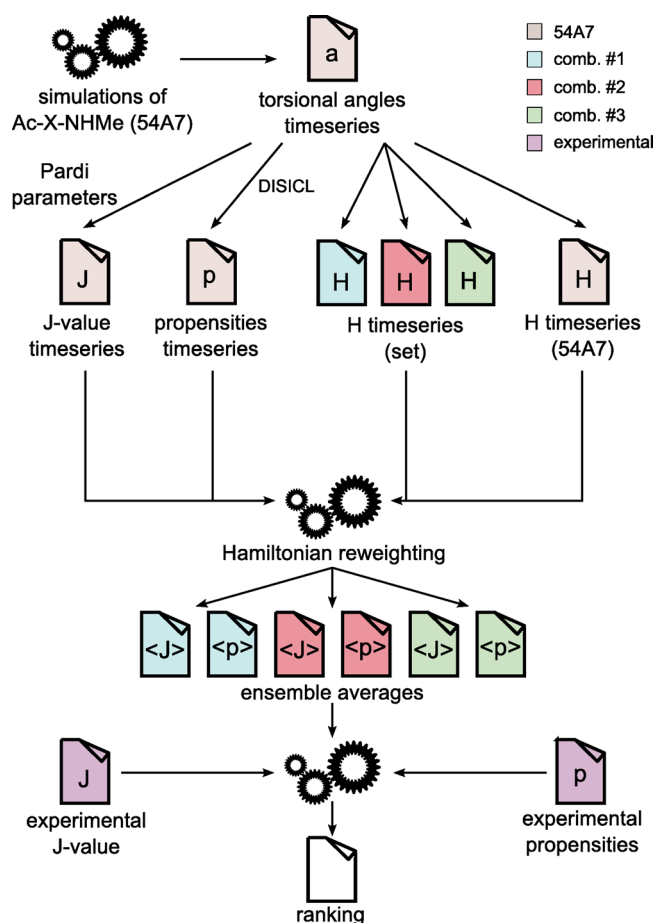 54A7
comb. #1
comb. #2
comb. #3
experimental
simulations of
Ac-X-NHMe (54A7)
a
torsional angles
timeseries
Pardi
parameters
DISICL
J
p
H
H
H
H
J-value
timeseries
propensities
timeseries
H timeseries
(set)
H timeseries
(54A7)
Hamiltonian reweighting
<J>
<p>
<J>
<p>
<J>
<p>
ensemble averages
J
p
experimental
J-value
experimental
propensities
ranking